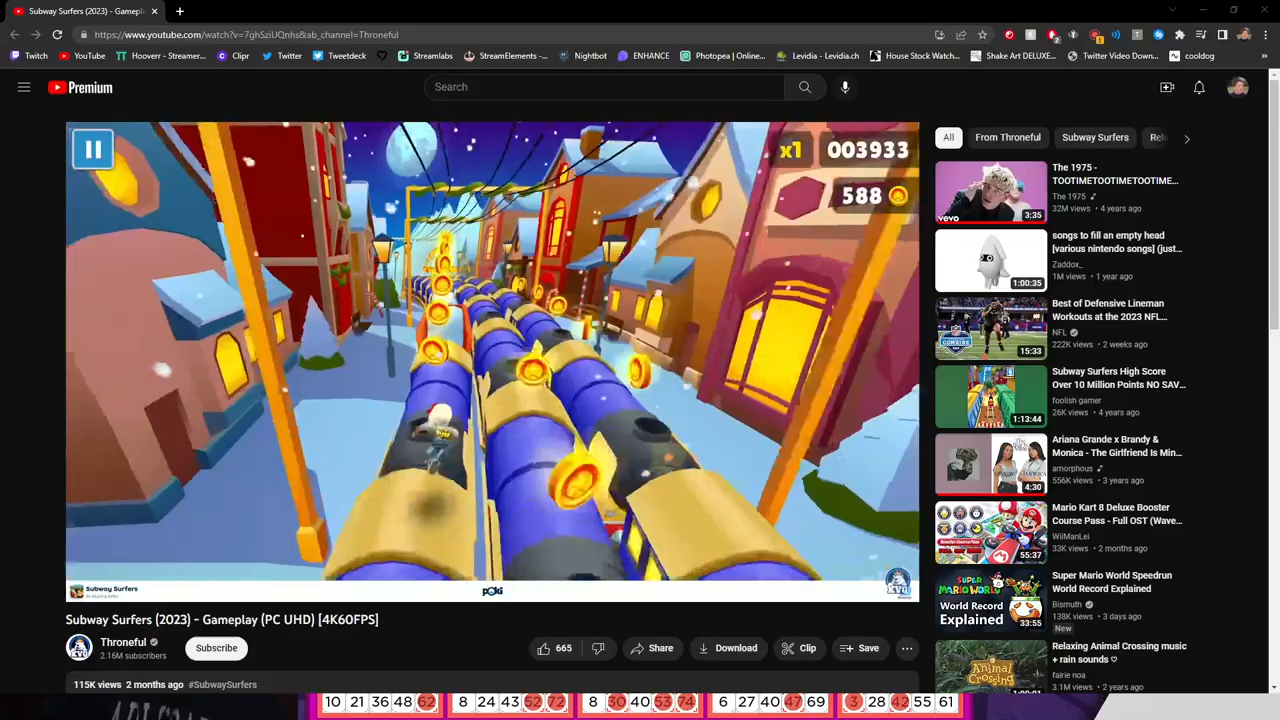 Subway Surfers (2023) - Gamepl
https://www.youtube.com/watch?v=7ghSziUQnhs&ab_channel=Throneful
Twitch YouTube Hooverr - Streamer... Clipr Twitter Tweetdeck Streamlabs StreamElements -... Nightbot ENHANCE Photopea | Onlin... Levidia - Levidia.ch House Stock Watch... Shake Art DELUXE... Twitter Video Down... cooldog
Premium
Search
x1 003933
588
All From Throneful Subway Surfers Rel
The 1975 -
TOOTIMETOOTIMETOOTIME...
The 1975
32M views • 4 years ago
vevo
3:35
songs to fill an empty head
[various nintendo songs] (just...
Zaddox_
1M views • 1 year ago
1:00:35
Best of Defensive Lineman
Workouts at the 2023 NFL...
NFL
222K views • 2 weeks ago
COMBINE
15:33
Subway Surfers High Score
Over 10 Million Points NO SAV...
foolish gamer
26K views • 4 years ago
1:13:44
Ariana Grande x Brandy &
Monica - The Girlfriend Is Min...
amorphous
556K views • 3 years ago
4:30
Mario Kart 8 Deluxe Booster
Course Pass - Full OST (Wave...
WiiManLei
33K views • 2 months ago
55:37
Super Mario World Speedrun
World Record Explained
Bismuth
138K views • 3 days ago
New
SUPER MARIO WORLD
World Record
Explained
33:55
Relaxing Animal Crossing music
+ rain sounds ♡
fairie noa
3.1M views • 2 years ago
Animal
Crossing
Subway Surfers
poki
Subway Surfers (2023) - Gameplay (PC UHD) [4K60FPS]
Throneful
2.16M subscribers
Subscribe
665 Share Download Clip Save
115K views 2 months ago #SubwaySurfers
10 21 36 48 62 8 24 43 52 72 8 30 40 53 74 6 27 40 47 69 3 28 42 55 61